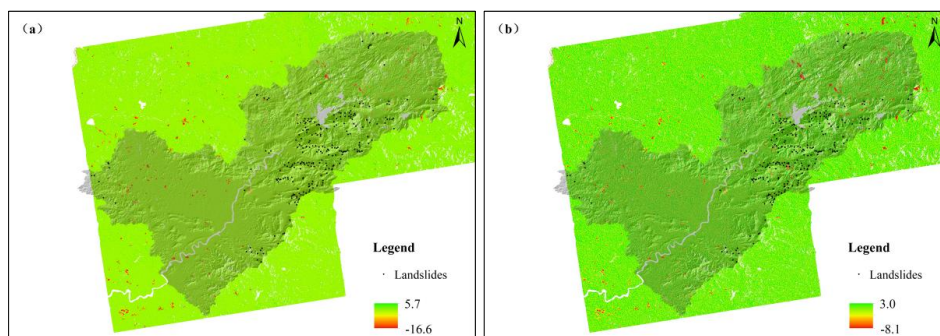 （a）
N
Legend
Landslides
5.7
-16.6
（b）
N
Legend
Landslides
3.0
-8.1